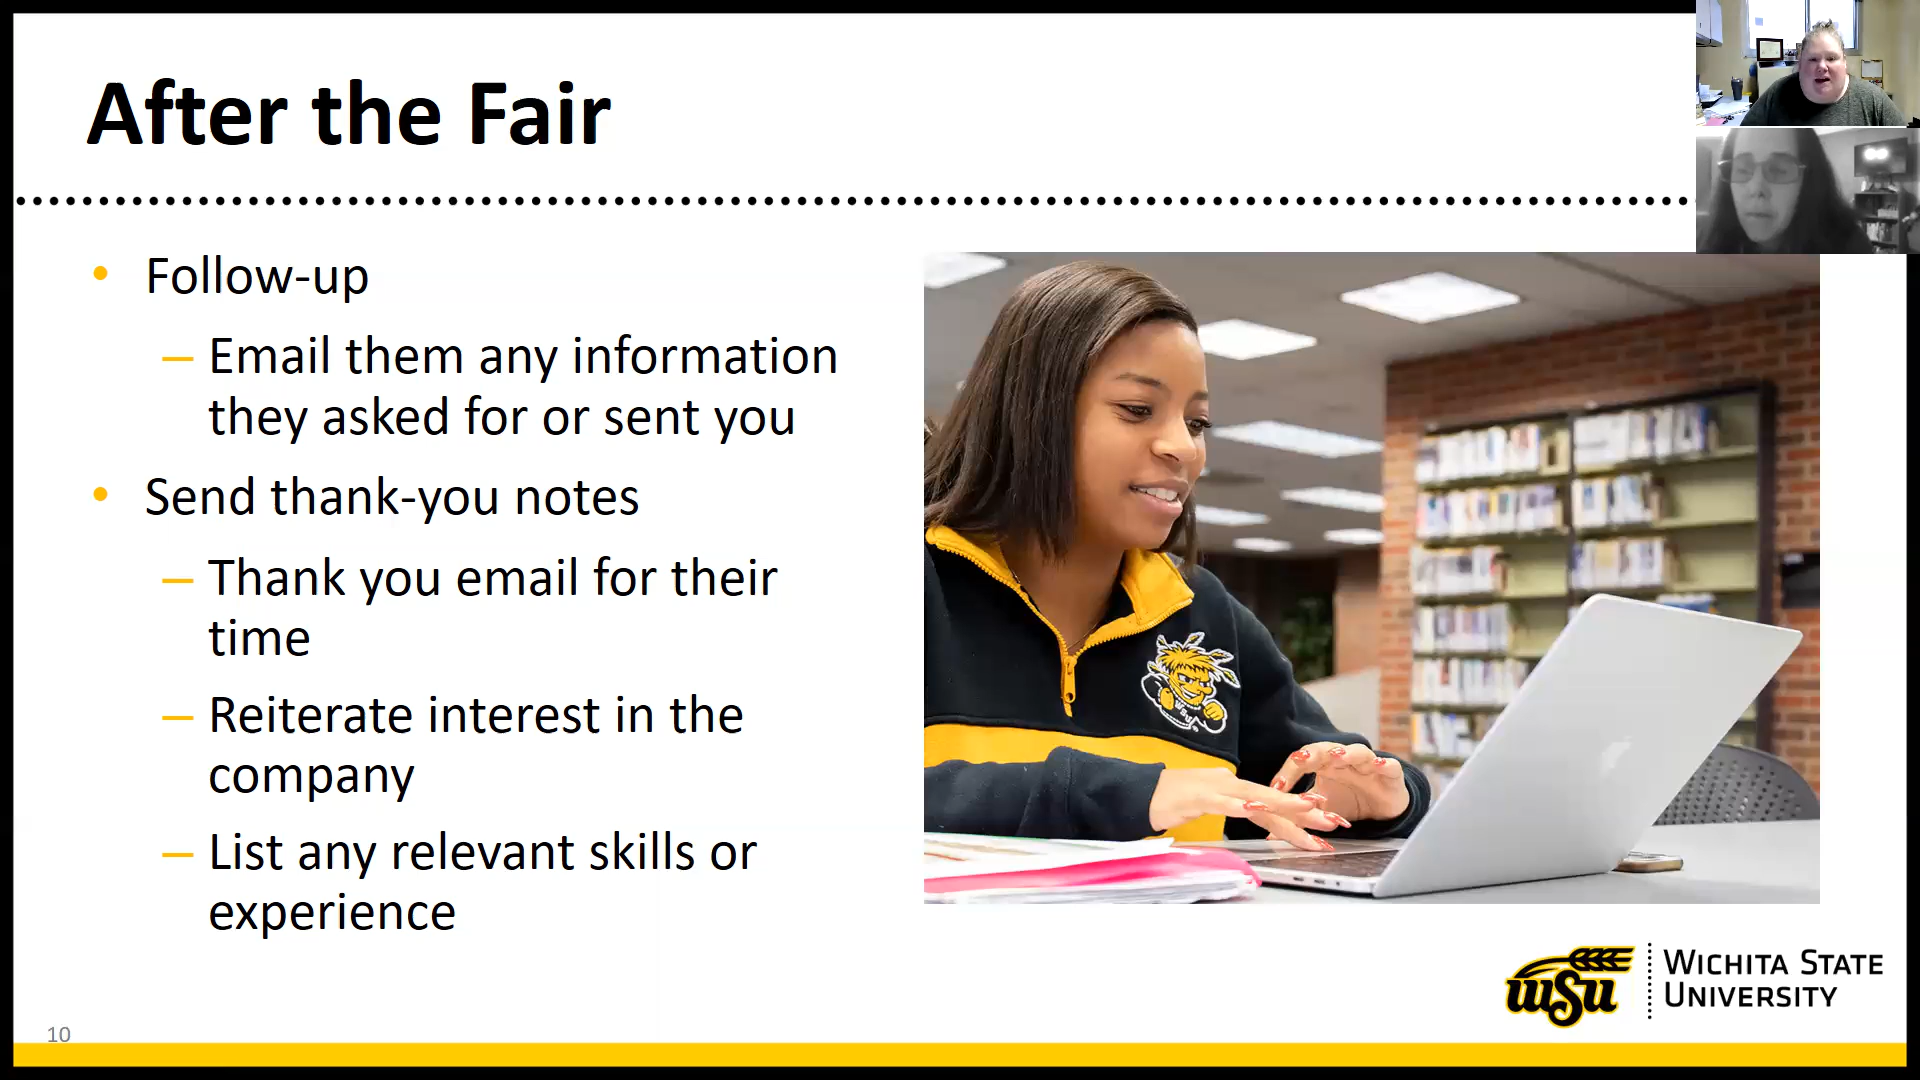 After the Fair
• Follow-up
– Email them any information
they asked for or sent you
• Send thank-you notes
– Thank you email for their
time
– Reiterate interest in the
company
– List any relevant skills or
experience
WSU
wsu
WICHITA STATE
UNIVERSITY
10